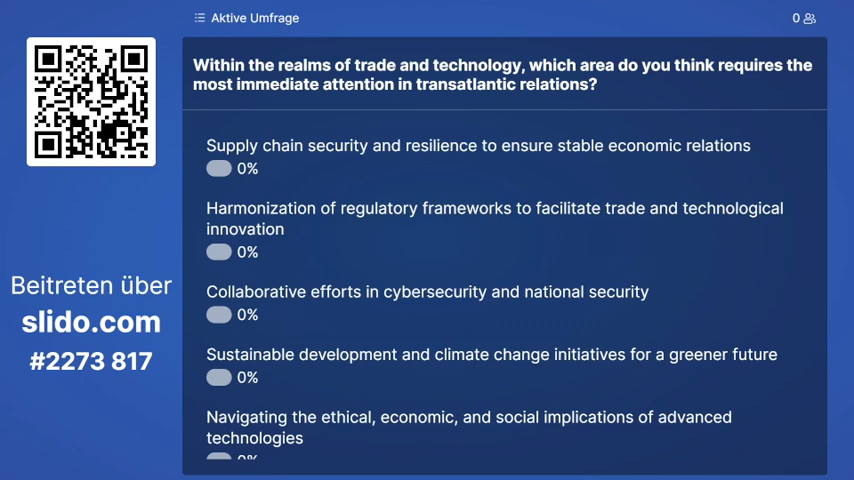 Aktive Umfrage
0
Within the realms of trade and technology, which area do you think requires the
most immediate attention in transatlantic relations?
Supply chain security and resilience to ensure stable economic relations
0%
Harmonization of regulatory frameworks to facilitate trade and technological
innovation
0%
Collaborative efforts in cybersecurity and national security
0%
Sustainable development and climate change initiatives for a greener future
0%
Navigating the ethical, economic, and social implications of advanced
technologies
0%
Beitreten über
slido.com
#2273 817